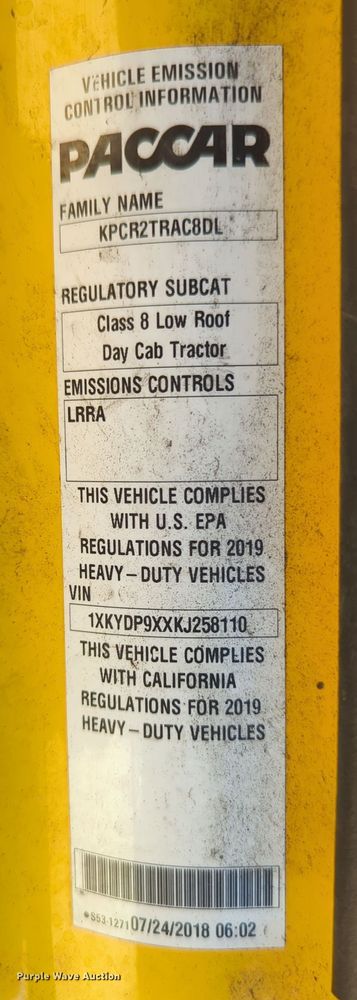 VEHICLE EMISSION
CONTROL INFORMATION
PACCAR
FAMILY NAME
KPCR2TRAC8DL
REGULATORY SUBCAT
Class 8 Low Roof
Day Cab Tractor
EMISSIONS CONTROLS
LRRA
THIS VEHICLE COMPLIES
WITH U.S. EPA
REGULATIONS FOR 2019
HEAVY-DUTY VEHICLES
VIN
1XKYDP9XXKJ258110
THIS VEHICLE COMPLIES
WITH CALIFORNIA
REGULATIONS FOR 2019
HEAVY-DUTY VEHICLES
*S53-1271 07/24/2018 06:02
Purple Wave Auction